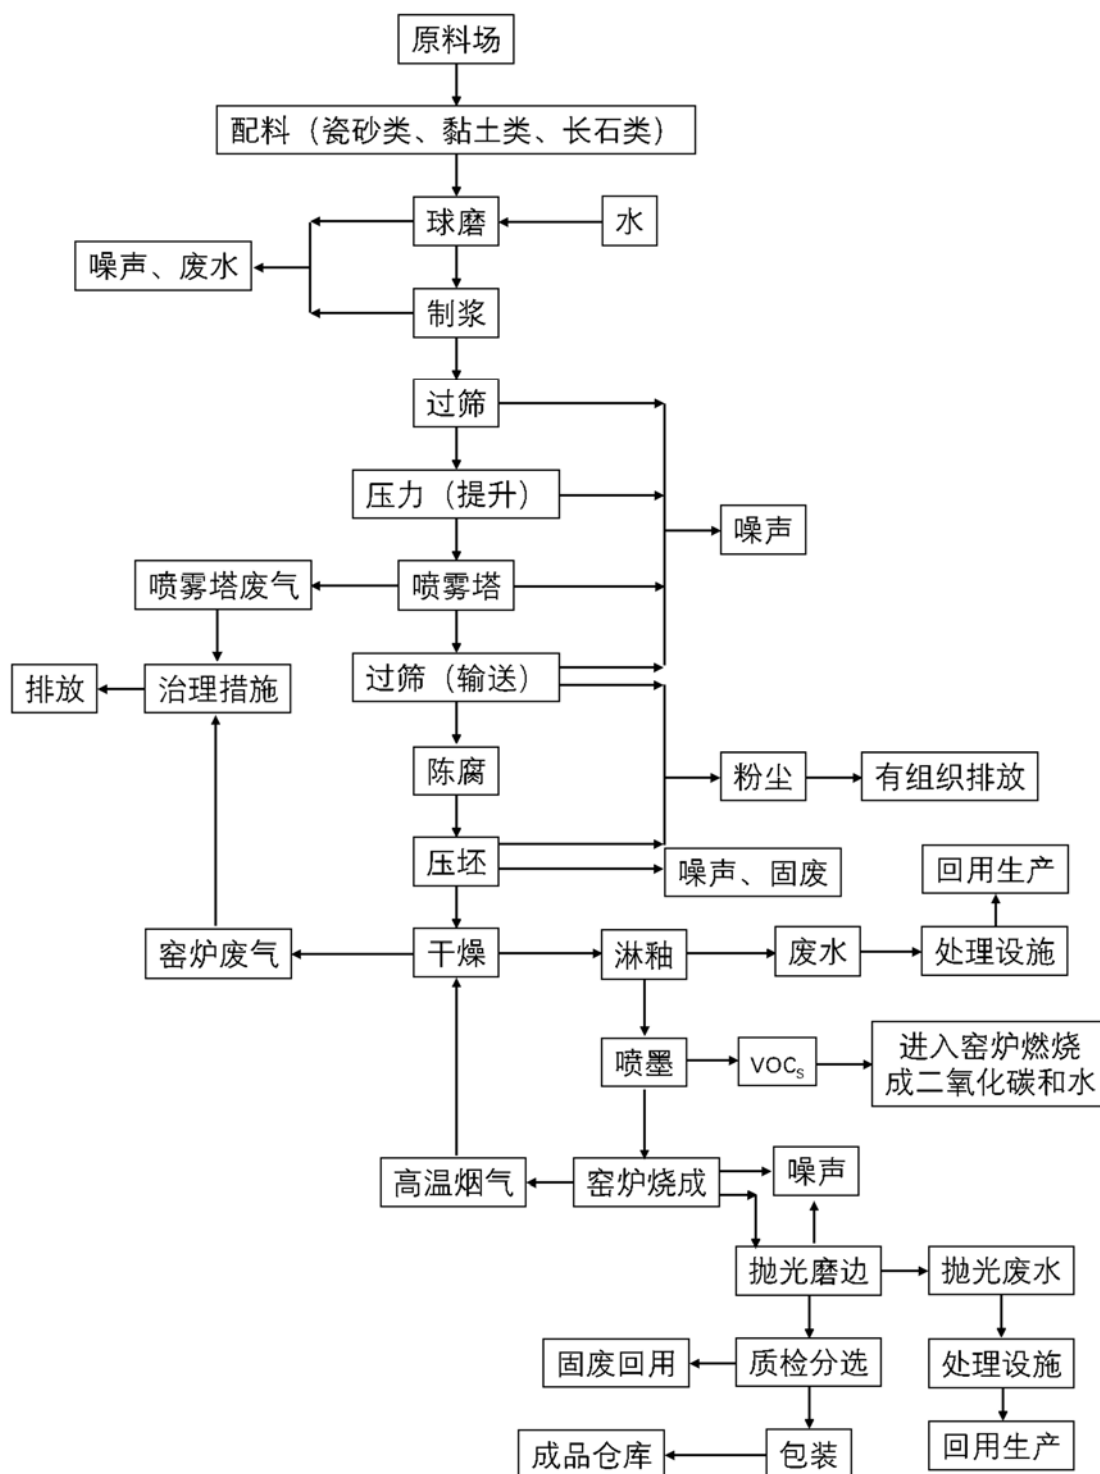 原料场
配料（瓷砂类、黏土类、长石类）
球磨
水
噪声、废水
制浆
过筛
压力（提升）
噪声
喷雾塔废气
喷雾塔
排放
治理措施
过筛（输送）
陈腐
粉尘
有组织排放
压坯
噪声、固废
回用生产
窑炉废气
干燥
淋釉
废水
处理设施
喷墨
VOCs
进入窑炉燃烧
成二氧化碳和水
高温烟气
窑炉烧成
噪声
抛光磨边
抛光废水
固废回用
质检分选
处理设施
成品仓库
包装
回用生产